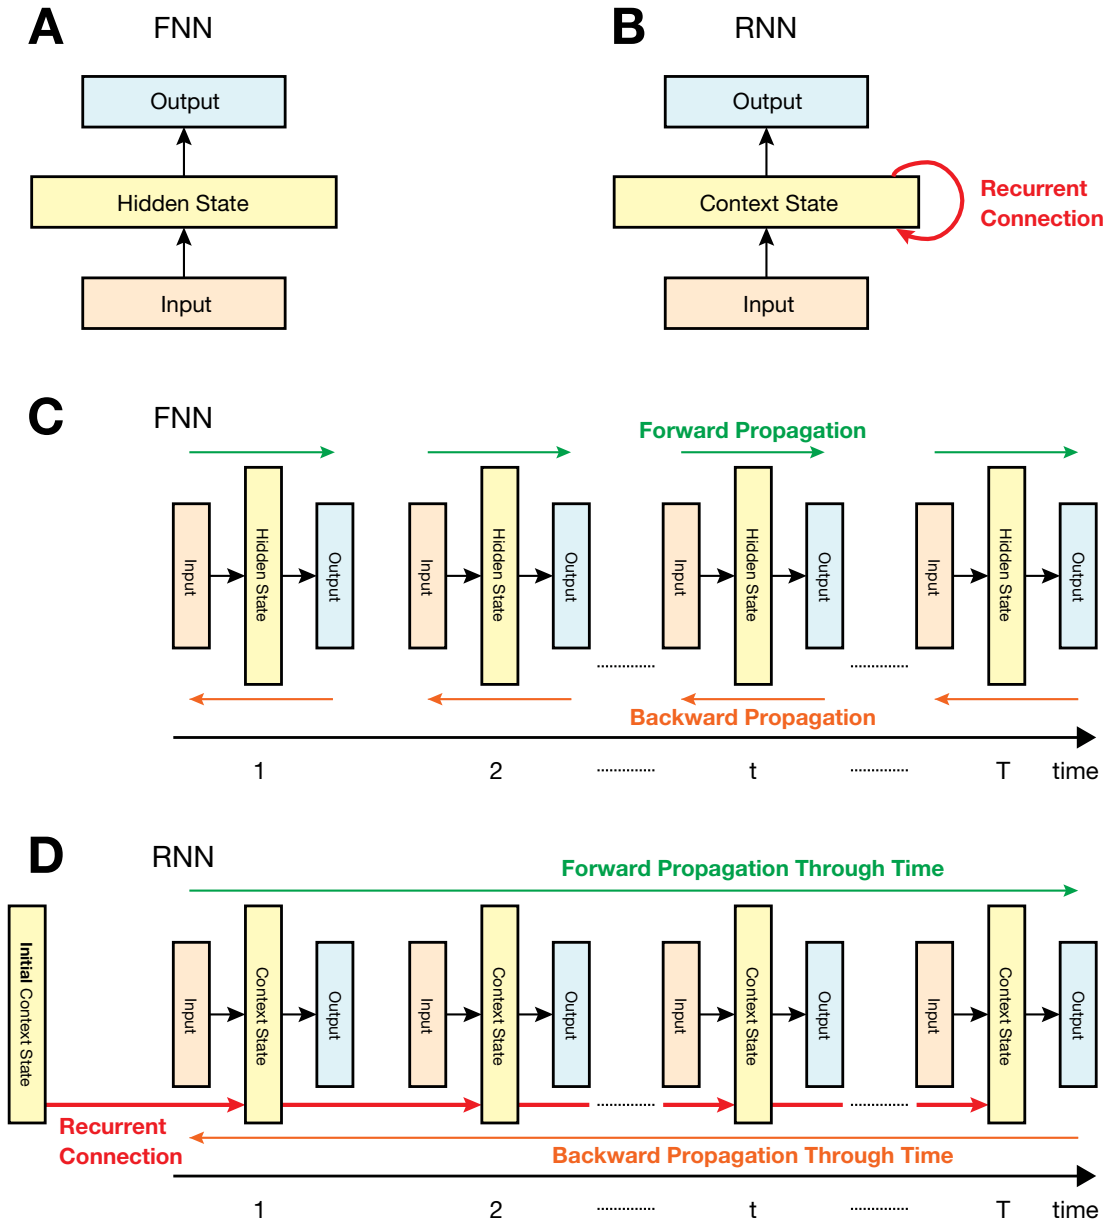 A FNN
Output
Hidden State
Input
B RNN
Output
Context State
Input
Recurrent
Connection
C FNN
Forward Propagation
Input
Hidden State
Output
Input
Hidden State
Output
Input
Hidden State
Output
Input
Hidden State
Output
Backward Propagation
1 2 t T time
D RNN
Forward Propagation Through Time
Initial Context State
Input
Context State
Output
Input
Context State
Output
Input
Context State
Output
Input
Context State
Output
Recurrent
Connection
Backward Propagation Through Time
1 2 t T time